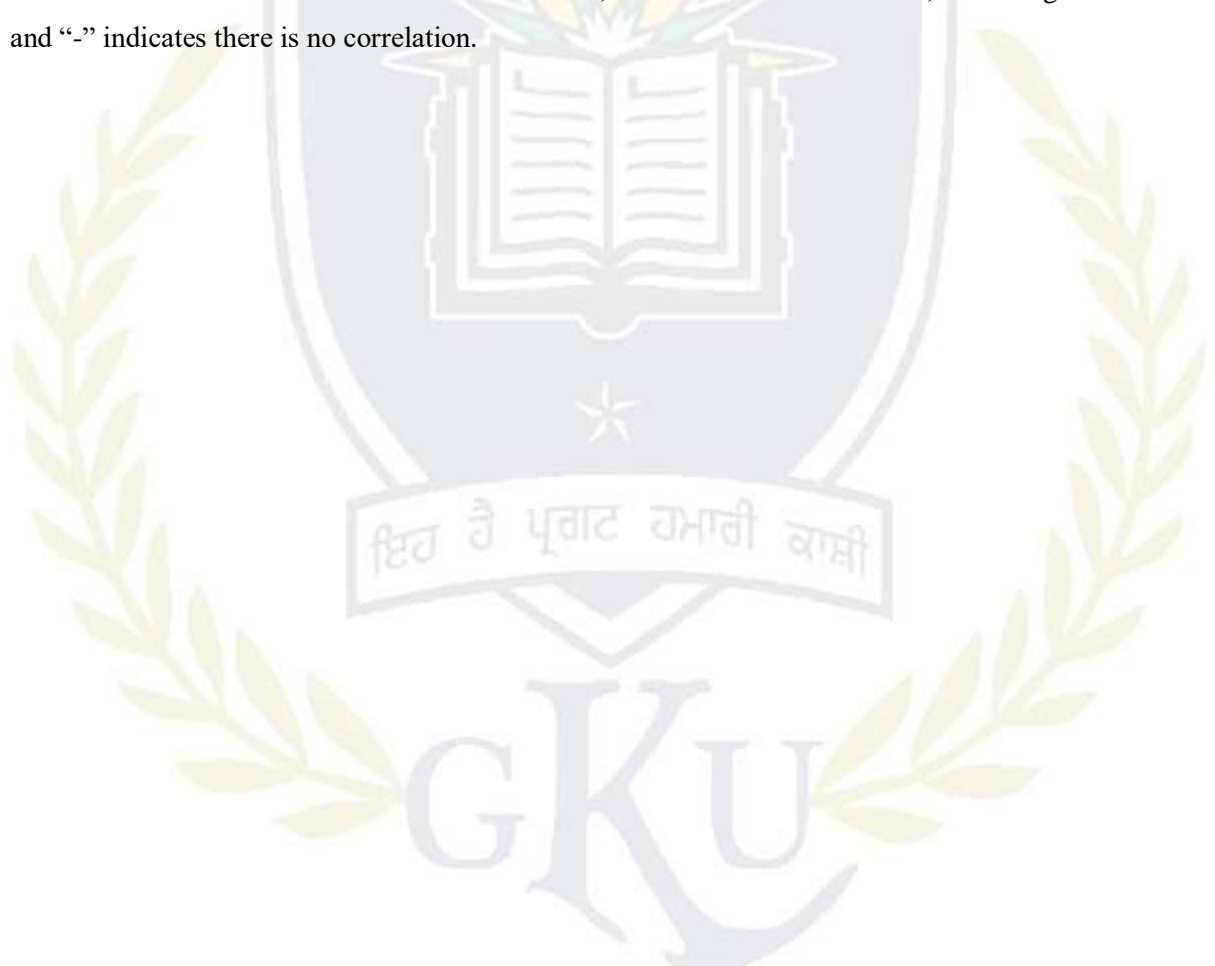 and “-” indicates there is no correlation.
ਇਹ ਹੈ ਪ੍ਰਗਟ ਹਮਾਰੀ ਕਾਸ਼ੀ
GKU